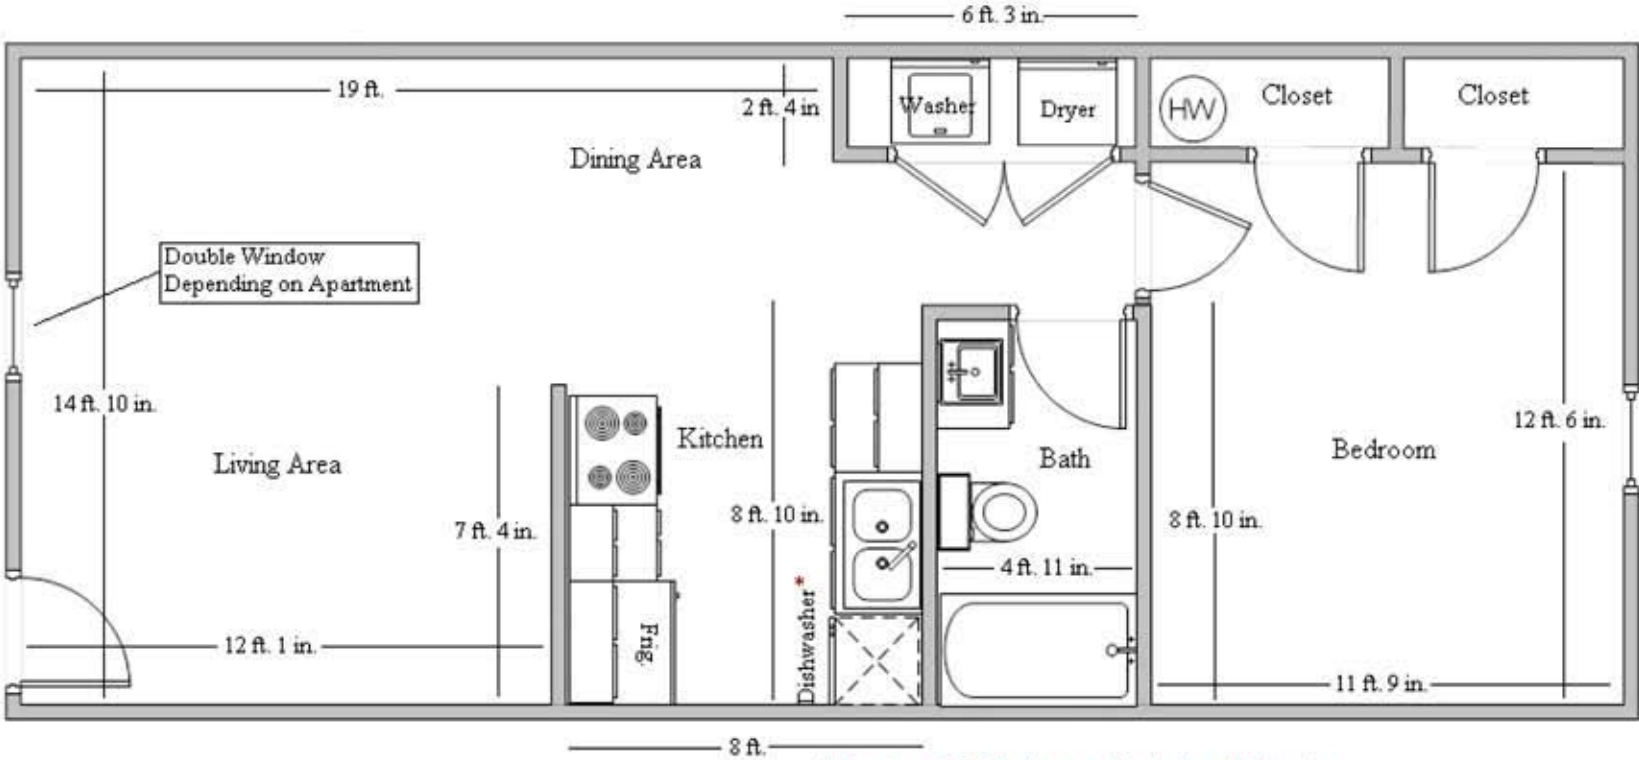 6 ft. 3 in.
19 ft.
2 ft. 4 in
Washer
Dryer
HW
Closet
Closet
Dining Area
Double Window
Depending on Apartment
14 ft. 10 in.
Living Area
Kitchen
Bath
Bedroom
12 ft. 6 in.
7 ft. 4 in.
8 ft. 10 in.
8 ft. 10 in.
4 ft. 11 in.
Dishwasher*
Frig.
12 ft. 1 in.
11 ft. 9 in.
8 ft.